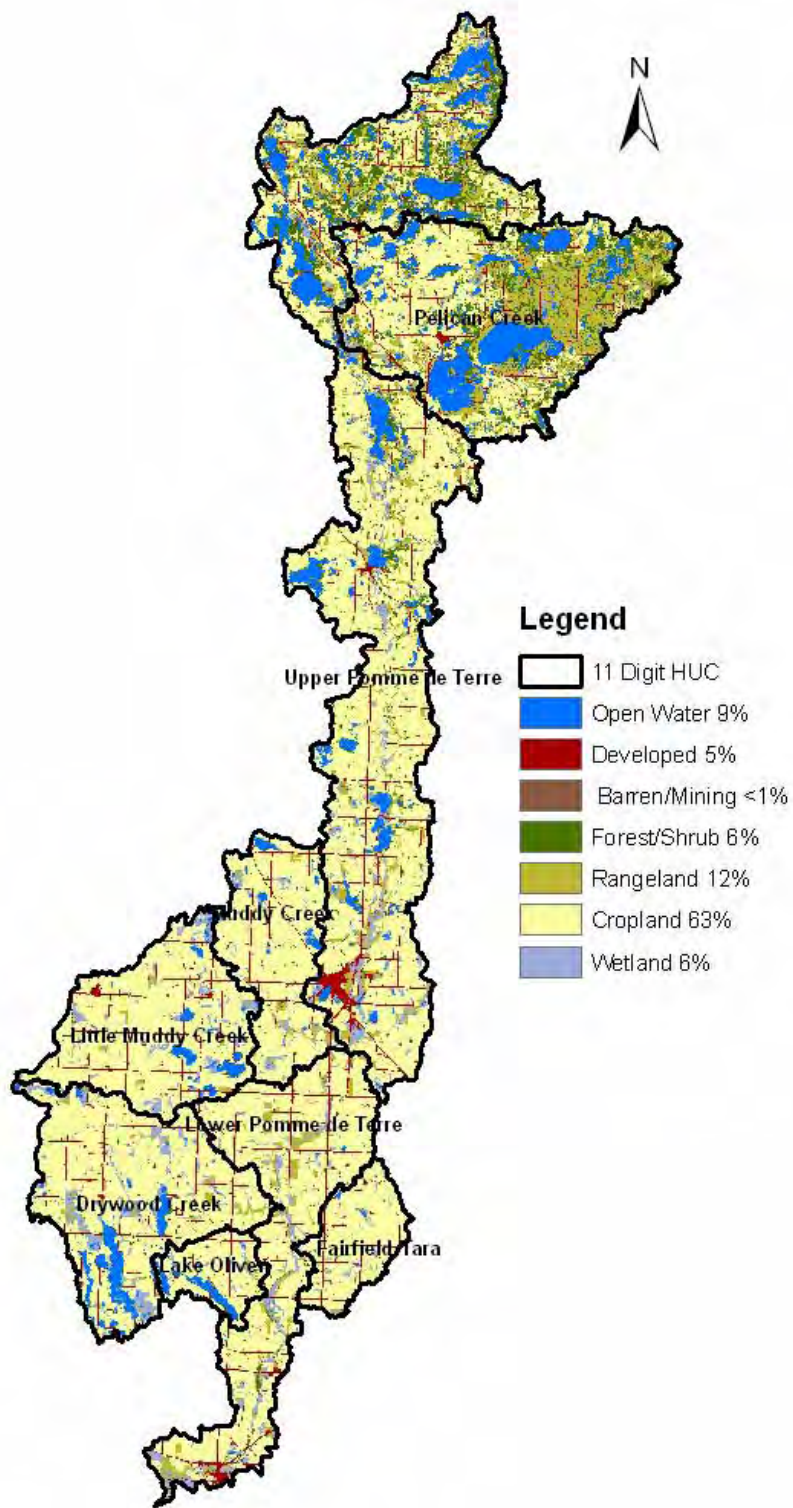 N
Pelican Creek
Upper Pomme de Terre
Muddy Creek
Little Muddy Creek
Lower Pomme de Terre
Drywood Creek
Fairfield Tara
Lake Oliver
Legend
11 Digit HUC
Open Water 9%
Developed 5%
Barren/Mining <1%
Forest/Shrub 6%
Rangeland 12%
Cropland 63%
Wetland 6%